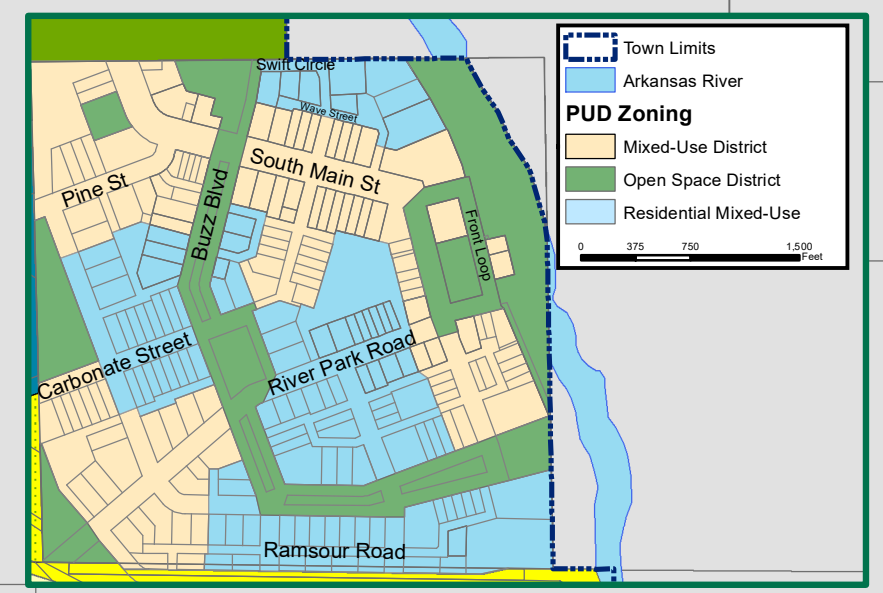 Swift Circle
Wave Street
South Main St
Pine St
Buzz Blvd
Front Loop
Carbonate Street
River Park Road
Ramsour Road
Town Limits
Arkansas River
PUD Zoning
Mixed-Use District
Open Space District
Residential Mixed-Use
0 375 750 1,500
Feet